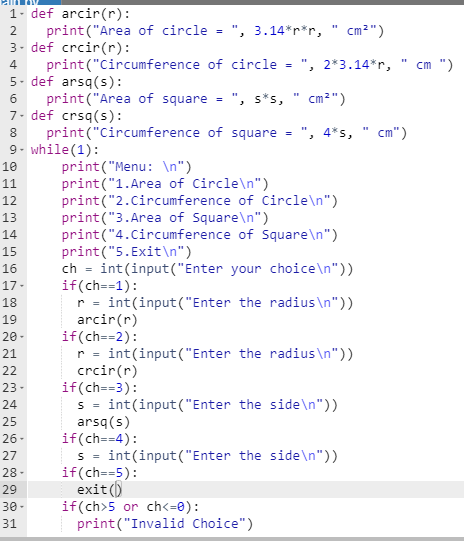 1 def arcir(r):
2   print("Area of circle = ", 3.14*r*r, " cm²")
3 def crcir(r):
4   print("Circumference of circle = ", 2*3.14*r, " cm ")
5 def arsq(s):
6   print("Area of square = ", s*s, " cm²")
7 def crsq(s):
8   print("Circumference of square = ", 4*s, " cm")
9 while(1):
10     print("Menu: \n")
11     print("1.Area of Circle\n")
12     print("2.Circumference of Circle\n")
13     print("3.Area of Square\n")
14     print("4.Circumference of Square\n")
15     print("5.Exit\n")
16     ch = int(input("Enter your choice\n"))
17     if(ch==1):
18       r = int(input("Enter the radius\n"))
19       arcir(r)
20     if(ch==2):
21       r = int(input("Enter the radius\n"))
22       crcir(r)
23     if(ch==3):
24       s = int(input("Enter the side\n"))
25       arsq(s)
26     if(ch==4):
27       s = int(input("Enter the side\n"))
28     if(ch==5):
29       exit()
30     if(ch>5 or ch<=0):
31       print("Invalid Choice")